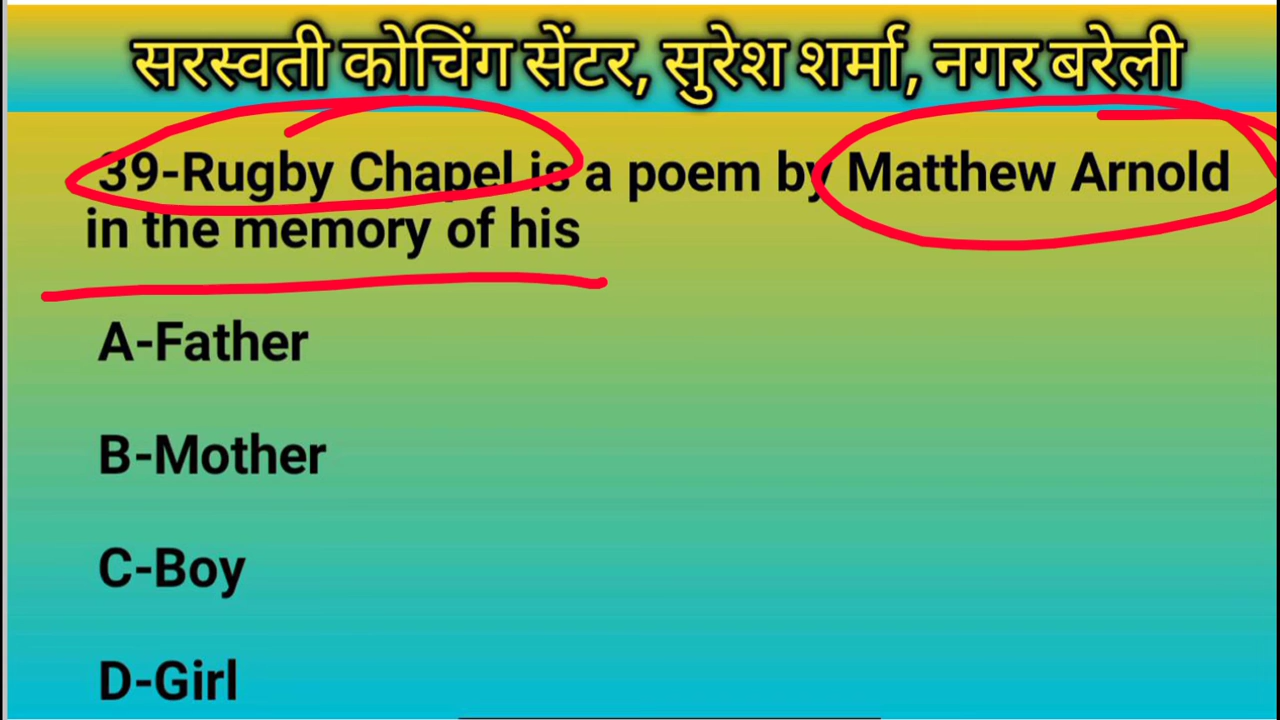 सरस्वती कोचिंग सेंटर, सुरेश शर्मा, नगर बरेली
39-Rugby Chapel is a poem by Matthew Arnold
in the memory of his
A-Father
B-Mother
C-Boy
D-Girl